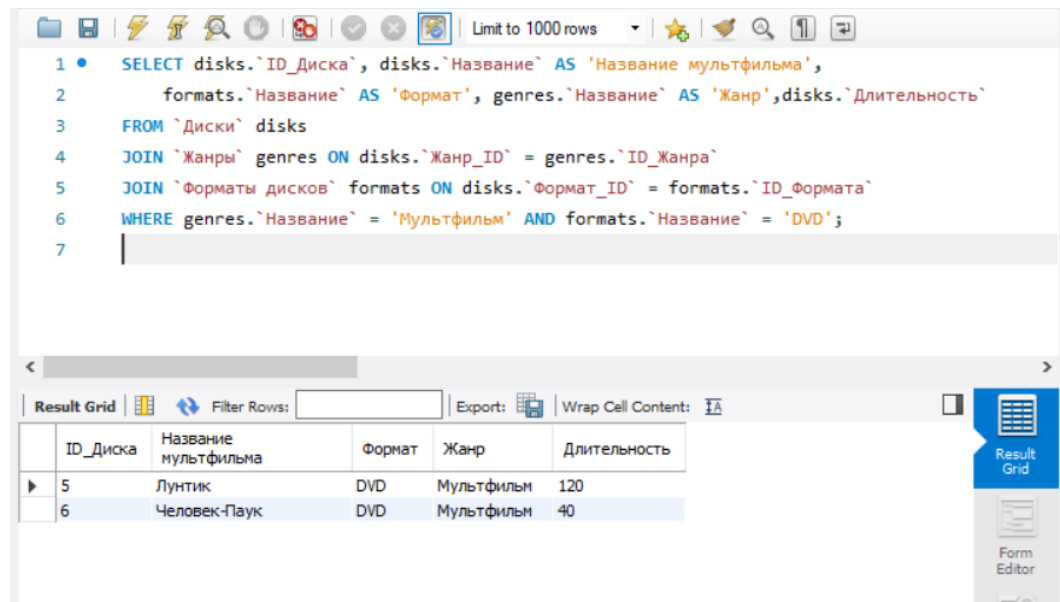 Limit to 1000 rows
1 SELECT disks.`ID_Диска`, disks.`Название` AS 'Название мультфильма',
2 formats.`Название` AS 'Формат', genres.`Название` AS 'Жанр',disks.`Длительность`
3 FROM `Диски` disks
4 JOIN `Жанры` genres ON disks.`Жанр_ID` = genres.`ID_Жанра`
5 JOIN `Форматы дисков` formats ON disks.`Формат_ID` = formats.`ID_Формата`
6 WHERE genres.`Название` = 'Мультфильм' AND formats.`Название` = 'DVD';
7
Result Grid Filter Rows: Export: Wrap Cell Content: IA
ID_Диска Название мультфильма Формат Жанр Длительность
5 Лунтик DVD Мультфильм 120
6 Человек-Паук DVD Мультфильм 40
Result
Grid
Form
Editor